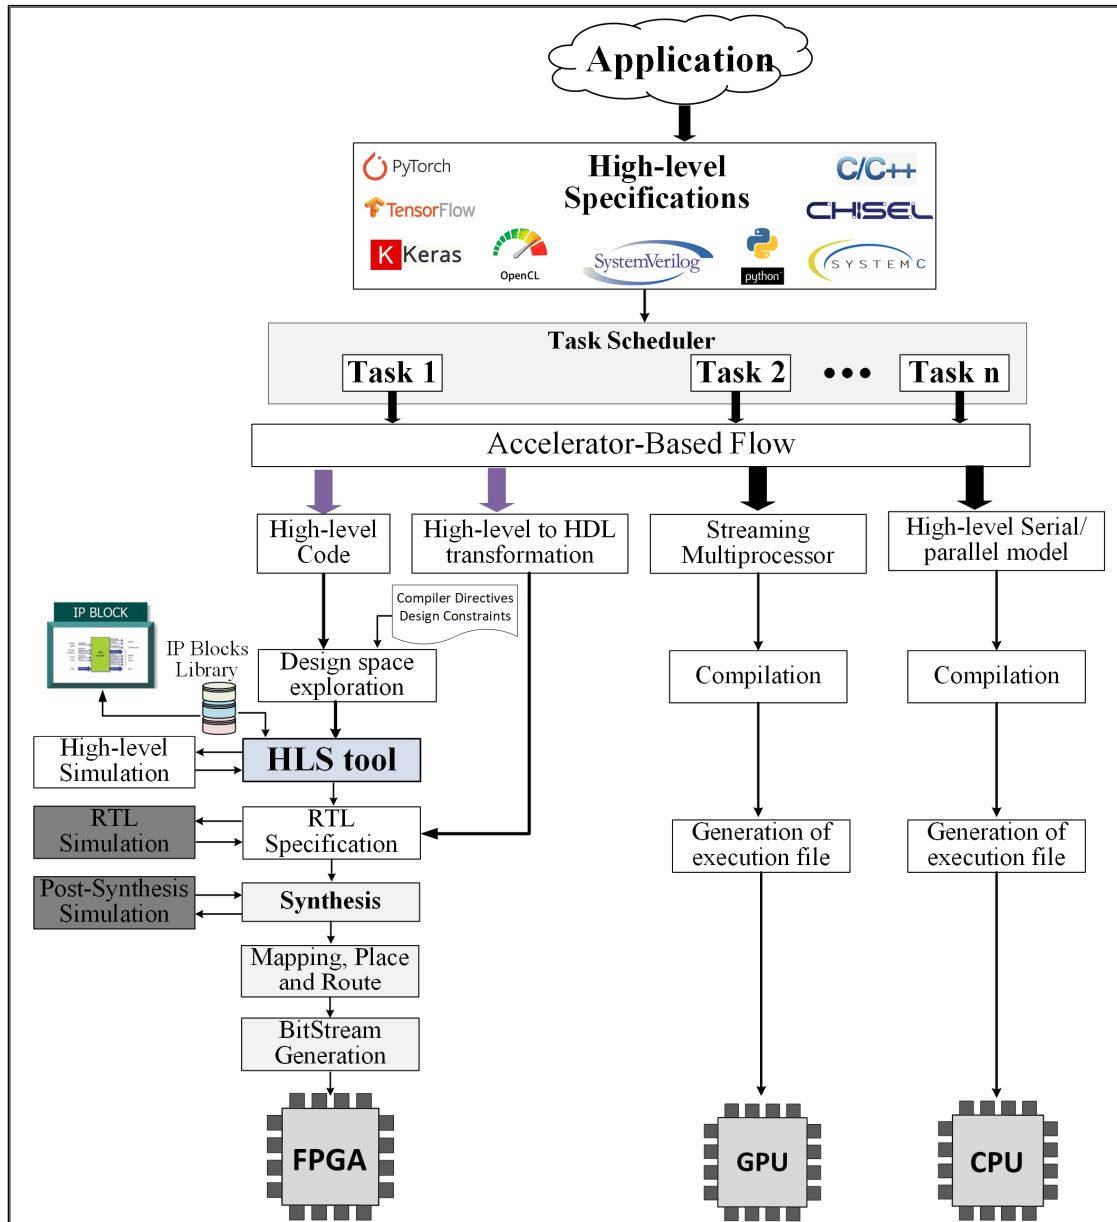 Application
High-level
Specifications
PyTorch
C/C++
TensorFlow
CHISEL
K Keras
OpenCL
SystemVerilog
python
SYSTEM C
Task Scheduler
Task 1
Task 2
Task n
Accelerator-Based Flow
High-level
Code
High-level to HDL
transformation
Streaming
Multiprocessor
High-level Serial/
parallel model
Compiler Directives
Design Constraints
IP BLOCK
IP Blocks
Library
Design space
exploration
Compilation
Compilation
High-level
Simulation
HLS tool
RTL
Simulation
RTL
Specification
Generation of
execution file
Generation of
execution file
Post-Synthesis
Simulation
Synthesis
Mapping, Place
and Route
BitStream
Generation
FPGA
GPU
CPU